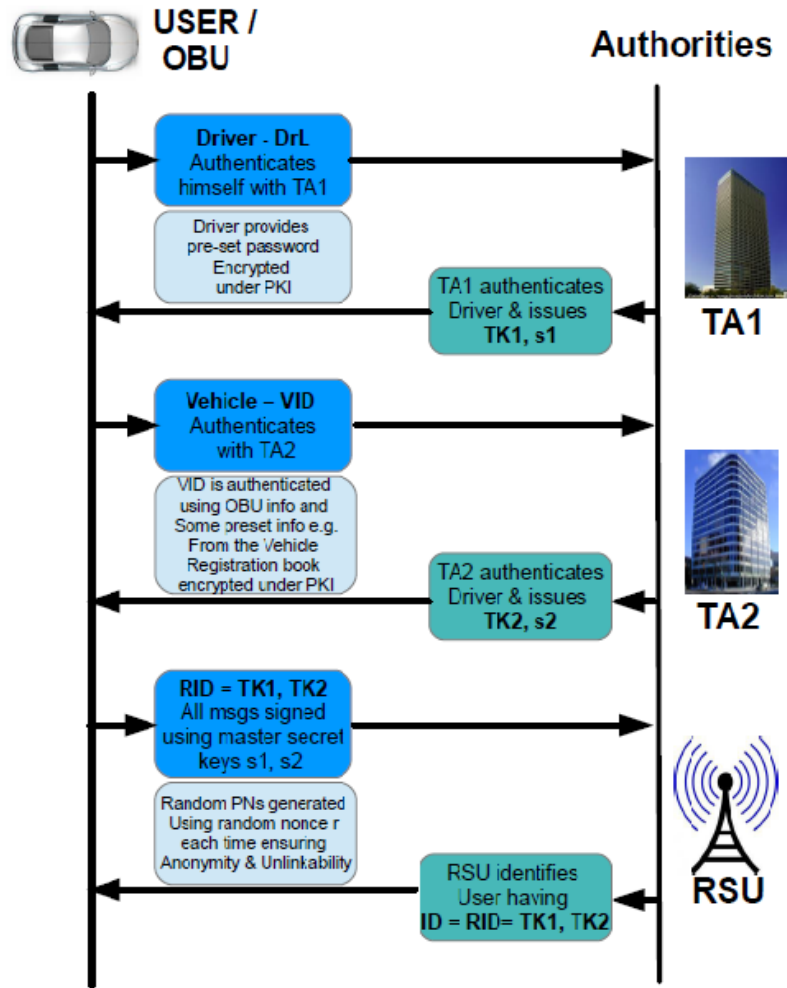 USER /
OBU
Authorities
Driver - DrL
Authenticates
himself with TA1
Driver provides
pre-set password
Encrypted
under PKI
TA1 authenticates
Driver & issues
TK1, s1
TA1
Vehicle – VID
Authenticates
with TA2
VID is authenticated
using OBU info and
Some preset info e.g.
From the Vehicle
Registration book
encrypted under PKI
TA2 authenticates
Driver & issues
TK2, s2
TA2
RID = TK1, TK2
All msgs signed
using master secret
keys s1, s2
Random PNs generated
Using random nonce r
each time ensuring
Anonymity & Unlinkability
RSU identifies
User having
ID = RID= TK1, TK2
RSU